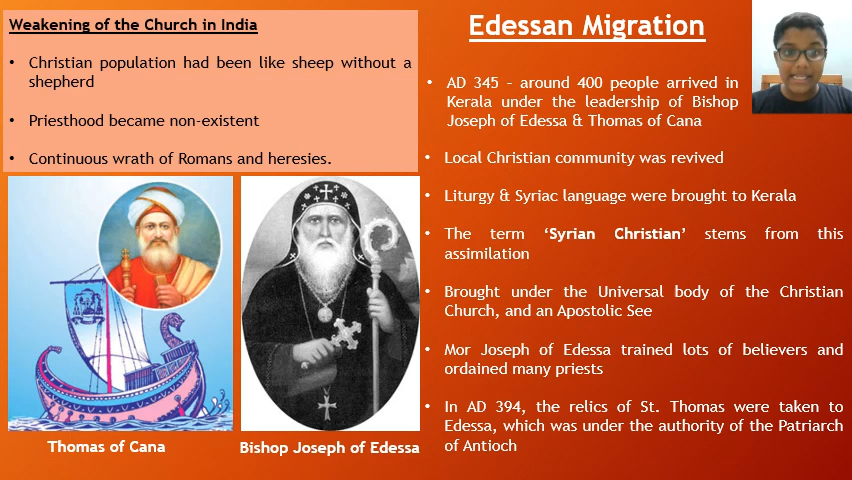 Weakening of the Church in India
• Christian population had been like sheep without a
shepherd
• Priesthood became non-existent
• Continuous wrath of Romans and heresies.
Thomas of Cana
Bishop Joseph of Edessa
Edessan Migration
• AD 345 – around 400 people arrived in
Kerala under the leadership of Bishop
Joseph of Edessa & Thomas of Cana
• Local Christian community was revived
• Liturgy & Syriac language were brought to Kerala
• The term ‘Syrian Christian’ stems from this
assimilation
• Brought under the Universal body of the Christian
Church, and an Apostolic See
• Mor Joseph of Edessa trained lots of believers and
ordained many priests
• In AD 394, the relics of St. Thomas were taken to
Edessa, which was under the authority of the Patriarch
of Antioch